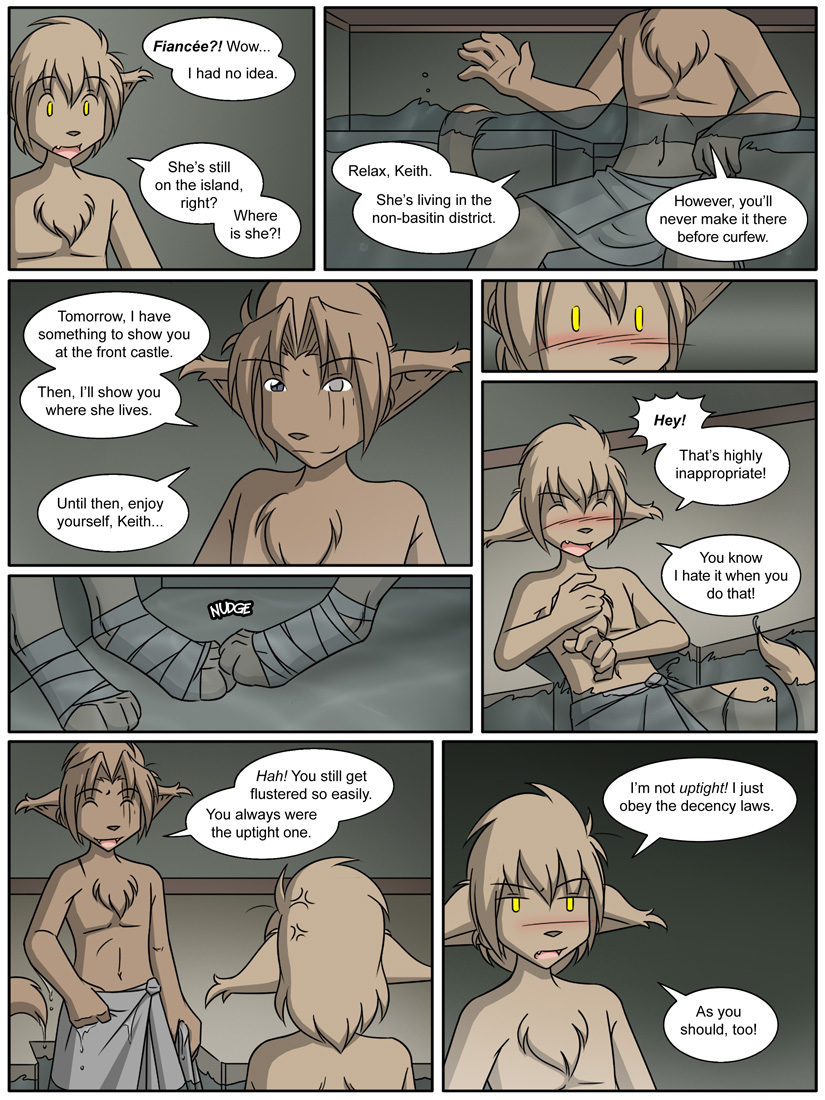 Fiancée?! Wow...
I had no idea.
She's still
on the island,
right?
Where
is she?!
Relax, Keith.
She's living in the
non-basitin district.
However, you'll
never make it there
before curfew.
Tomorrow, I have
something to show you
at the front castle.
Then, I'll show you
where she lives.
Until then, enjoy
yourself, Keith...
NUDGE
Hey!
That's highly
inappropriate!
You know
I hate it when you
do that!
Hah! You still get
flustered so easily.
You always were
the uptight one.
I'm not uptight! I just
obey the decency laws.
As you
should, too!